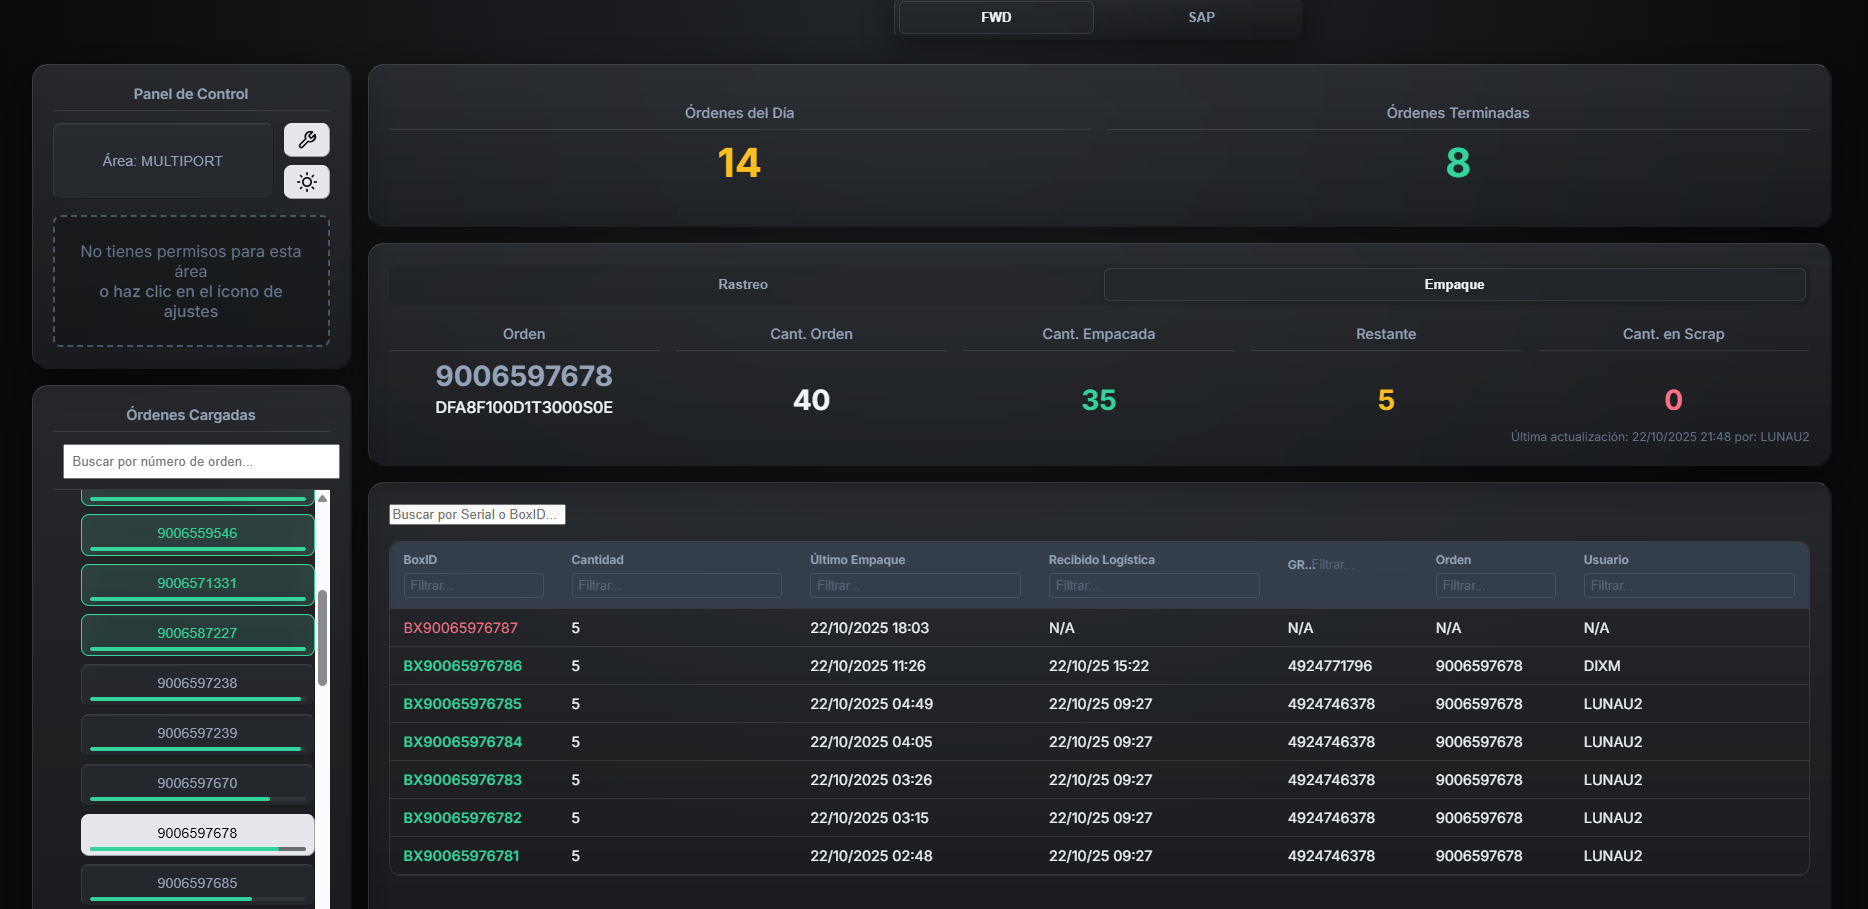 FWD
SAP
Panel de Control
Área: MULTIPORT
No tienes permisos para esta
área
o haz clic en el ícono de
ajustes
Órdenes Cargadas
Buscar por número de orden...
9006559546
9006571331
9006587227
9006597238
9006597239
9006597670
9006597678
9006597685
Órdenes del Día
Órdenes Terminadas
14
8
Rastreo
Empaque
Orden
Cant. Orden
Cant. Empacada
Restante
Cant. en Scrap
9006597678
DFA8F100D1T3000S0E
40
35
5
0
Última actualización: 22/10/2025 21:48 por: LUNAU2
Buscar por Serial o BoxID...
BoxID Cantidad Último Empaque Recibido Logística GR... Filtrar... Orden Usuario
Filtrar... Filtrar... Filtrar... Filtrar... Filtrar... Filtrar...
BX90065976787 5 22/10/2025 18:03 N/A N/A N/A N/A
BX90065976786 5 22/10/2025 11:26 22/10/25 15:22 4924771796 9006597678 DIXM
BX90065976785 5 22/10/2025 04:49 22/10/25 09:27 4924746378 9006597678 LUNAU2
BX90065976784 5 22/10/2025 04:05 22/10/25 09:27 4924746378 9006597678 LUNAU2
BX90065976783 5 22/10/2025 03:26 22/10/25 09:27 4924746378 9006597678 LUNAU2
BX90065976782 5 22/10/2025 03:15 22/10/25 09:27 4924746378 9006597678 LUNAU2
BX90065976781 5 22/10/2025 02:48 22/10/25 09:27 4924746378 9006597678 LUNAU2